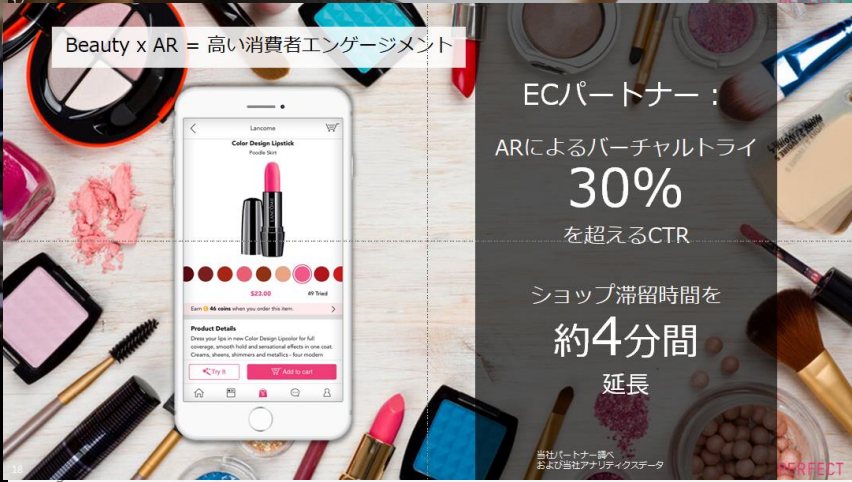 Beauty x AR = 高い消費者エンゲージメント
Lancome
Color Design Lipstick
Poodle Skirt
$23.00
49 Tried
Earn 46 coins when you order this item.
Product Details
Dress your lips in new Color Design Lipcolor for full
coverage, smooth hold and sensational effects in one coat.
Creams, sheens, shimmers and metallics - four modern
Try It
Add to cart
ECパートナー：
ARによるバーチャルトライ
30%
を超えるCTR
ショップ滞留時間を
約4分間
延長
当社パートナー調べ
および当社アナリティクスデータ
18
PERFECT